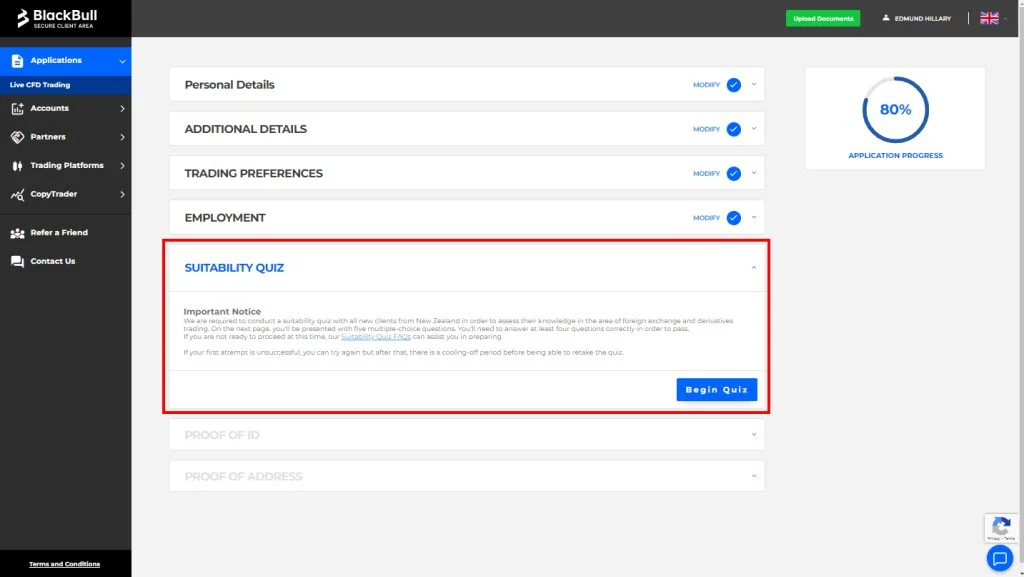 BlackBull
SECURE CLIENT AREA
Upload Documents
EDMUND HILLARY
Applications
Live CFD Trading
Accounts
Partners
Trading Platforms
CopyTrader
Refer a Friend
Contact Us
Terms and Conditions
Personal Details
MODIFY
ADDITIONAL DETAILS
MODIFY
TRADING PREFERENCES
MODIFY
EMPLOYMENT
MODIFY
SUITABILITY QUIZ
Important Notice
We are required to conduct a suitability quiz with all new clients from New Zealand in order to assess their knowledge in the area of foreign exchange and derivatives
trading. On the next page, you'll be presented with five multiple-choice questions. You'll need to answer at least four questions correctly in order to pass.
If you are not ready to proceed at this time, our Suitability Quiz FAQs can assist you in preparing.
If your first attempt is unsuccessful, you can try again but after that, there is a cooling-off period before being able to retake the quiz.
Begin Quiz
PROOF OF ID
PROOF OF ADDRESS
80%
APPLICATION PROGRESS
Privacy - Terms